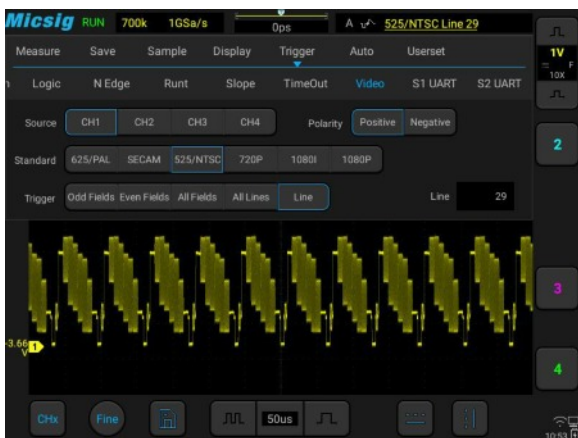 Micsig RUN 700k 1GSa/s 0ps A 525/NTSC Line 29
Measure Save Sample Display Trigger Auto Userset
1V
F
10X
Logic N Edge Runt Slope TimeOut Video S1 UART S2 UART
Source CH1 CH2 CH3 CH4 Polarity Positive Negative
2
Standard 625/PAL SECAM 525/NTSC 720P 1080I 1080P
Trigger Odd Fields Even Fields All Fields All Lines Line Line 29
3
-3.66 1
V
4
CHx Fine 50us
10:53